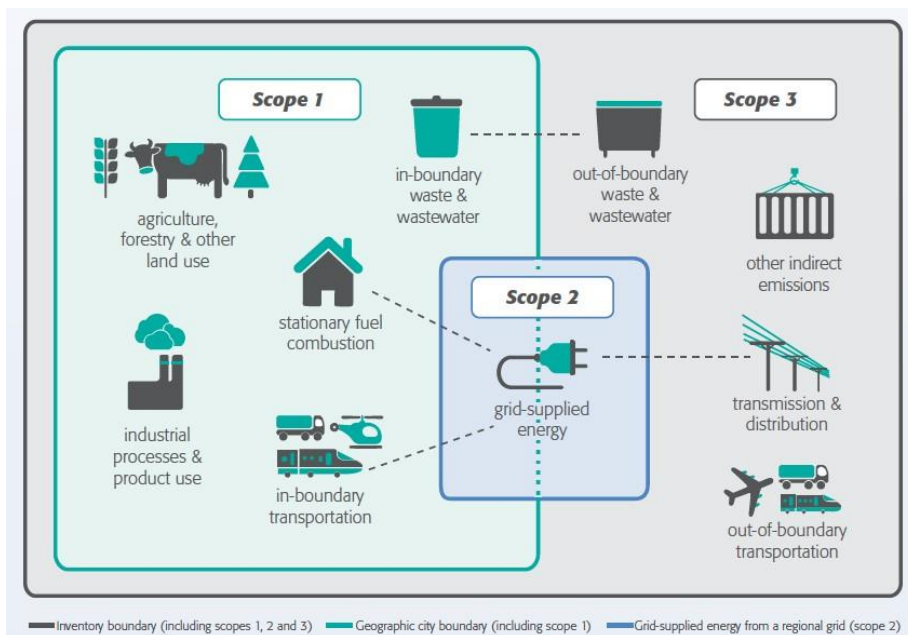 Scope 1
Scope 3
in-boundary
waste &
wastewater
out-of-boundary
waste &
wastewater
agriculture,
forestry & other
land use
other indirect
emissions
Scope 2
stationary fuel
combustion
grid-supplied
energy
transmission &
distribution
industrial
processes &
product use
in-boundary
transportation
out-of-boundary
transportation
Inventory boundary (including scopes 1, 2 and 3)
Geographic city boundary (including scope 1)
Grid-supplied energy from a regional grid (scope 2)